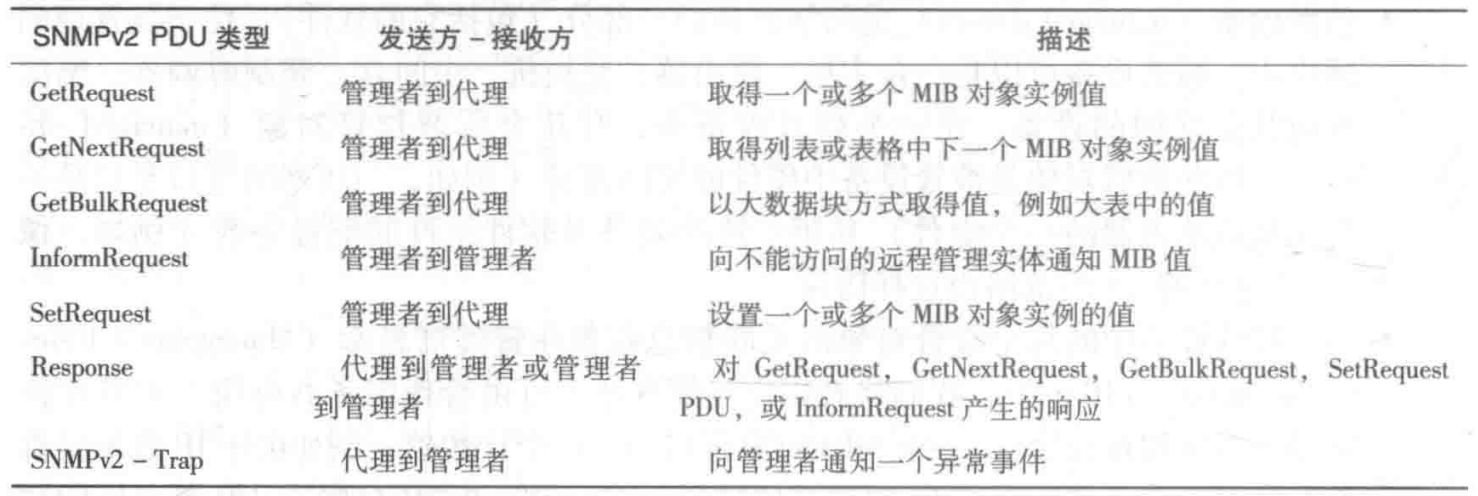 SNMPv2 PDU 类型 发送方－接收方 描述
GetRequest 管理者到代理 取得一个或多个 MIB 对象实例值
GetNextRequest 管理者到代理 取得列表或表格中下一个 MIB 对象实例值
GetBulkRequest 管理者到代理 以大数据块方式取得值，例如大表中的值
InformRequest 管理者到管理者 向不能访问的远程管理实体通知 MIB 值
SetRequest 管理者到代理 设置一个或多个 MIB 对象实例的值
Response 代理到管理者或管理者 对 GetRequest，GetNextRequest，GetBulkRequest，SetRequest
到管理者 PDU，或 InformRequest 产生的响应
SNMPv2－Trap 代理到管理者 向管理者通知一个异常事件